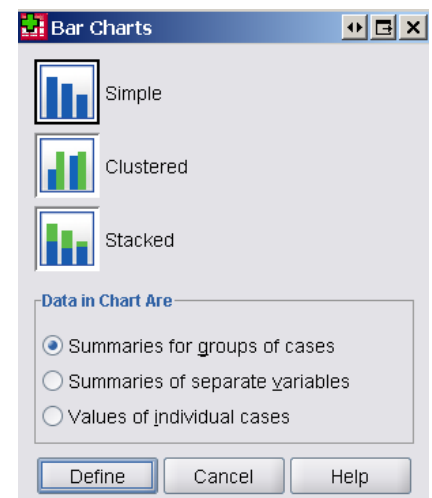 Bar Charts
Simple
Clustered
Stacked
Data in Chart Are
Summaries for groups of cases
Summaries of separate variables
Values of individual cases
Define Cancel Help